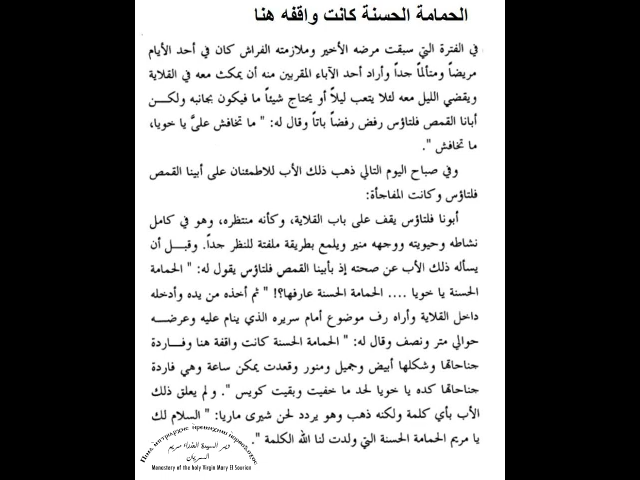 الحمامة الحسنة كانت واقفه هنا
في الفترة التي سبقت مرضه الأخير وملازمته الفراش كان في أحد الأيام
مريضاً ومتألماً جداً وأراد أحد الآباء المقربين منه أن يمكث معه في القلاية
ويقضي الليل معه لئلا يتعب ليلاً أو يحتاج شيئاً ما فيكون بجانبه ولكـــن
أبانا القمص فلتاؤس رفض رفضاً باتاً وقال له: " ما تخافش علىَّ يا خويا،
ما تخافش ".
وفي صباح اليوم التالي ذهب ذلك الأب للاطمئنان على أبينا القمص
فلتاؤس وكانت المفاجأة:
أبونا فلتاؤس يقف على باب القلاية، وكأنه منتظره، وهو في كامل
نشاطه وحيويته ووجهه منير ويلمع بطريقة ملفتة للنظر جداً. وقبـــل أن
يسأله ذلك الأب عن صحته إذ بأبينا القمص فلتاؤس يقول له: " الحمامة
الحسنة يا خويا .... الحمامة الحسنة عارفها؟! " ثم أخذه من يده وأدخله
داخل القلاية وأراه رف موضوع أمام سريره الذي ينام عليه وعرضـــه
حوالي متر ونصف وقال له: " الحمامة الحسنة كانت واقفة هنا وفـــاردة
جناحاتها وشكلها أبيض وجميل ومنور وقعدت يمكن ساعة وهي فاردة
جناحاتها كده يا خويا لحد ما خفيت وبقيت كويس ". ولم يعلق ذلك
الأب بأي كلمة ولكنه ذهب وهو يردد لحن شيرى ماريا: " السلام لك
يا مريم الحمامة الحسنة التي ولدت لنا الله الكلمة ".
دير السيدة العذراء مريم
السريان
Monastery of the holy Virgin Mary El Sourian